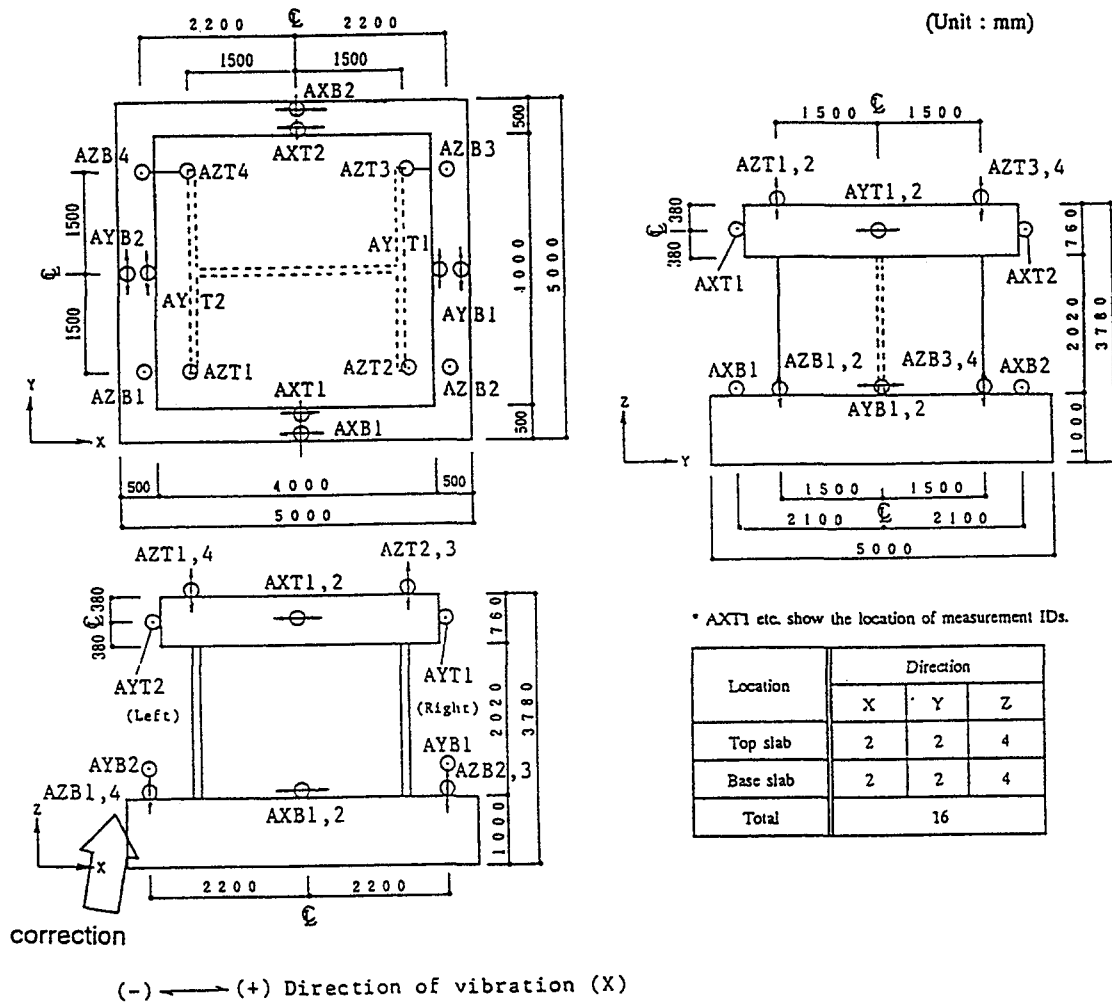 (Unit : mm)
℄
2200 2200
1500 1500
AXB2
AXT2
500
AZB4
AZT4
AZT3
AZB3
1500
AYB2
℄
AYT1
4000
5000
AYT2
AYB1
1500
AZT1
AZT2
AZB1
AXT1
AZB2
AXB1
500
Y
X
500 4000 500
5000
℄
1500 1500
AZT1,2
AYT1,2
AZT3,4
380
℄
380
760
AXT1
AXT2
2020
3780
AXB1
AZB1,2
AZB3,4
AXB2
AYB1,2
1000
Z
Y
1500 1500
℄
2100 2100
5000
AZT1,4
AXT1,2
AZT2,3
380
℄
380
760
AYT2
(Left)
AYT1
(Right)
2020
3780
AYB2
AYB1
AZB1,4
AZB2,3
AXB1,2
1000
Z
X
2200 2200
℄
correction
(-) ⟷ (+) Direction of vibration (X)
* AXT1 etc. show the location of measurement IDs.
Location Direction
X Y Z
Top slab 2 2 4
Base slab 2 2 4
Total 16